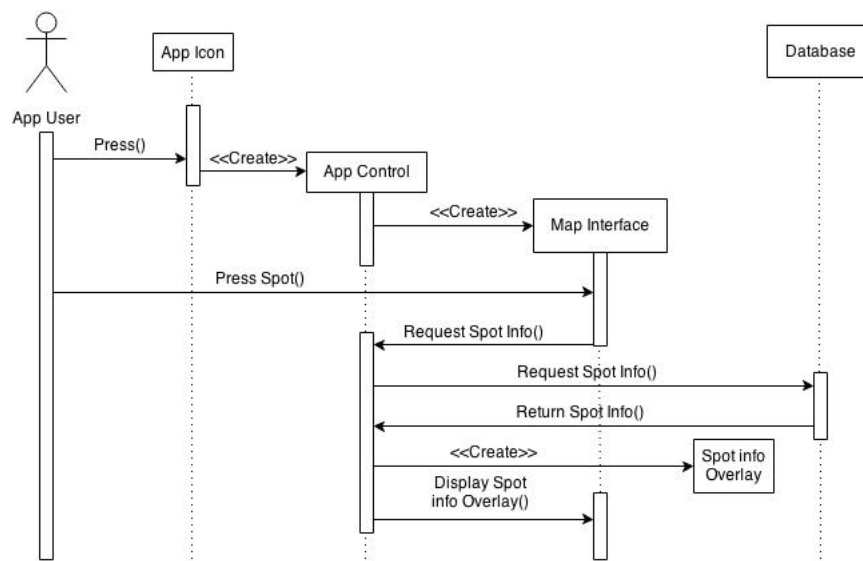 App Icon
Database
App User
Press()
<<Create>>
App Control
<<Create>>
Map Interface
Press Spot()
Request Spot Info()
Request Spot Info()
Return Spot Info()
<<Create>>
Spot info
Overlay
Display Spot
info Overlay()